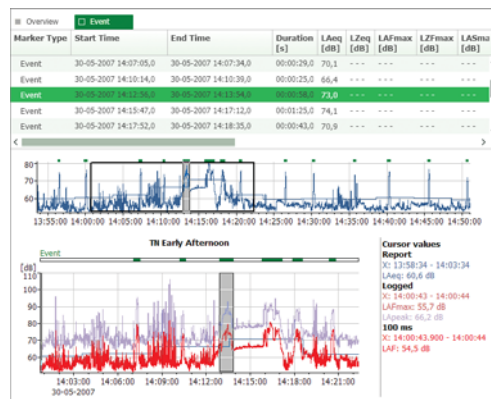 Overview Event
Marker Type Start Time End Time Duration [s] LAeq [dB] LZeq [dB] LAFmax [dB] LZFmax [dB] LASma [dB]
Event 30-05-2007 14:07:05,0 30-05-2007 14:07:34,0 00:00:29,0 70,1 - - - - - - - - - - - -
Event 30-05-2007 14:10:14,0 30-05-2007 14:10:39,0 00:00:25,0 66,4 - - - - - - - - - - - -
Event 30-05-2007 14:12:56,0 30-05-2007 14:13:54,0 00:00:58,0 73,0 - - - - - - - - - - - -
Event 30-05-2007 14:15:47,0 30-05-2007 14:17:12,0 00:01:25,0 74,1 - - - - - - - - - - - -
Event 30-05-2007 14:17:52,0 30-05-2007 14:18:35,0 00:00:43,0 70,9 - - - - - - - - - - - -
80
70
60
13:55:00 14:00:00 14:05:00 14:10:00 14:15:00 14:20:00 14:25:00 14:30:00 14:35:00 14:40:00 14:45:00 14:50:00
TN Early Afternoon
Event
[dB]
110
100
90
80
70
60
14:03:00 14:06:00 14:09:00 14:12:00 14:15:00 14:18:00 14:21:00
30-05-2007
Cursor values
Report
X: 13:58:34 - 14:03:34
LAeq: 60,6 dB
Logged
X: 14:00:43 - 14:00:44
LAFmax: 55,7 dB
LApeak: 66,2 dB
100 ms
X: 14:00:43.900 - 14:00:44
LAF: 54,5 dB